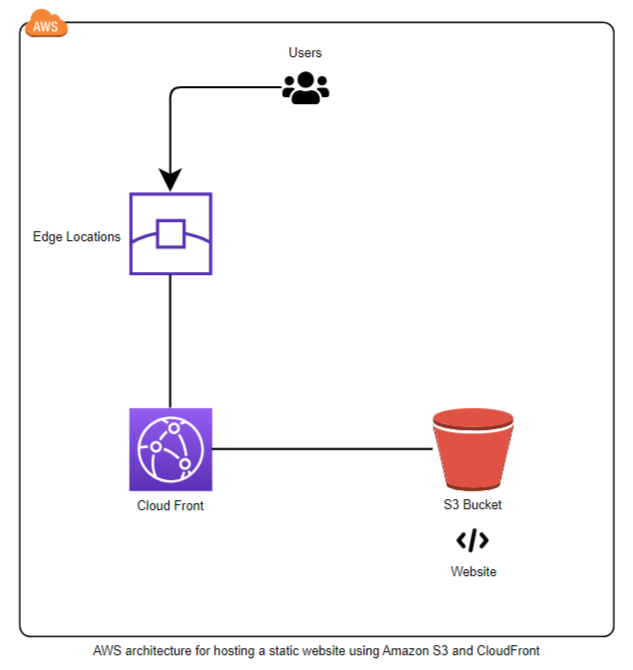 AWS
Users
Edge Locations
Cloud Front
S3 Bucket
</>
Website
AWS architecture for hosting a static website using Amazon S3 and CloudFront